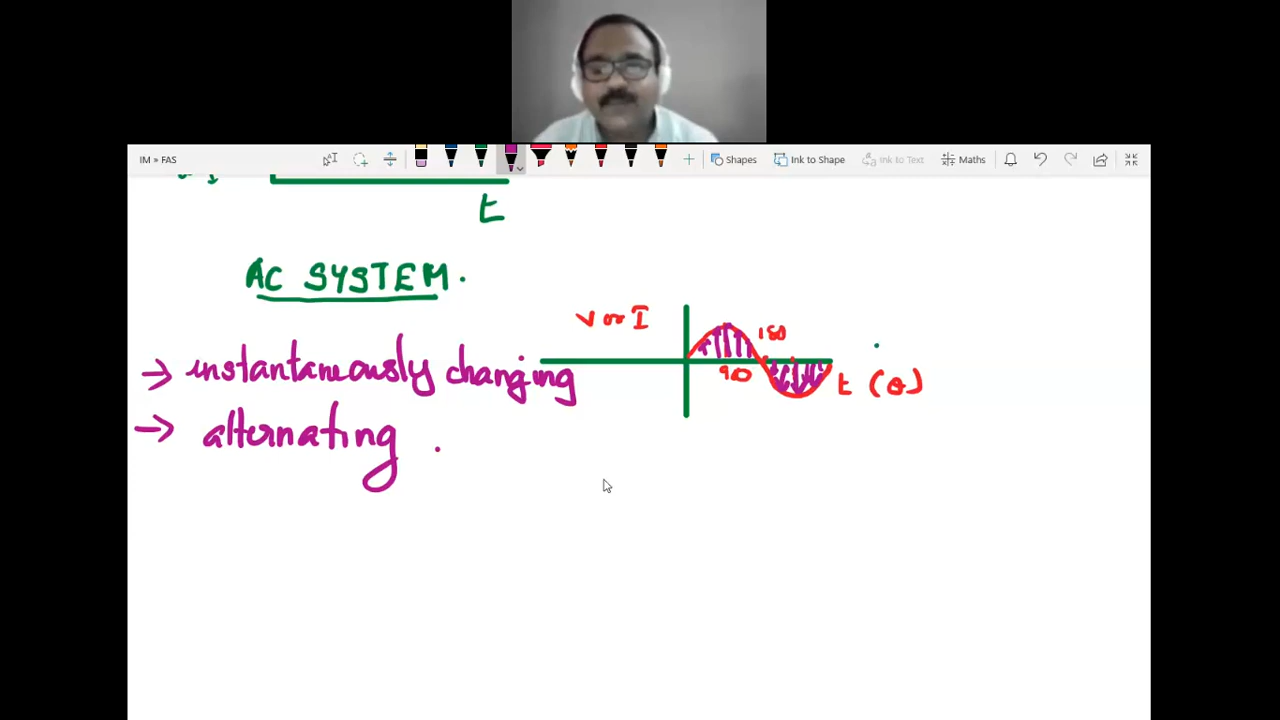 IM » FAS
Shapes
Ink to Shape
Ink to Text
Maths
t
AC SYSTEM.
V or I
180
90
t (θ)
→ instantaneously changing
→ alternating .